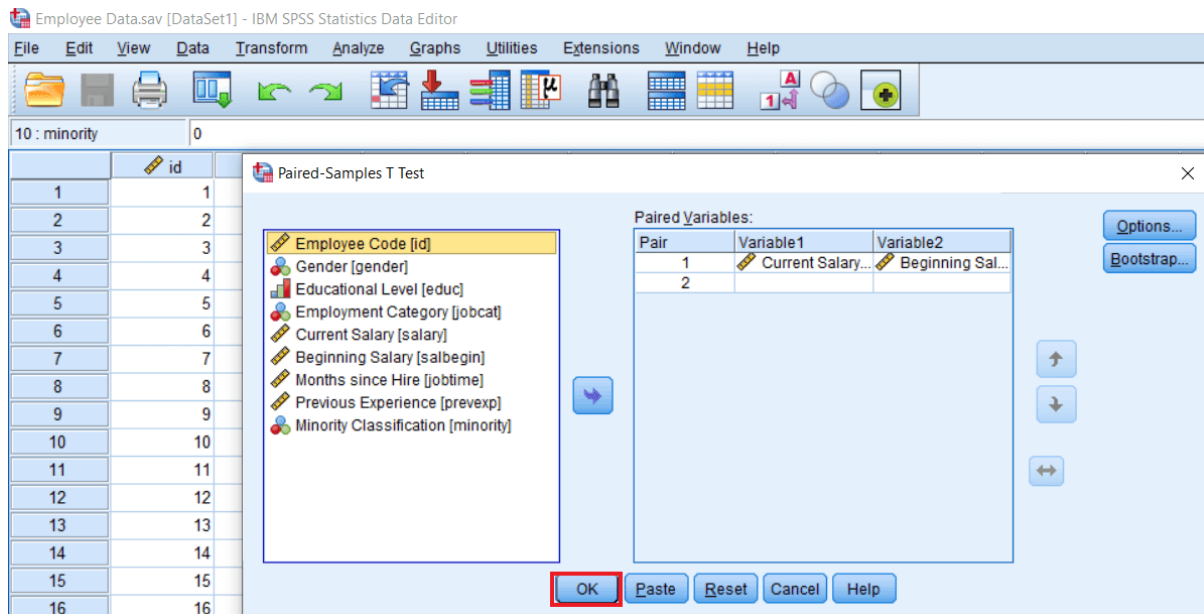 Employee Data.sav [DataSet1] - IBM SPSS Statistics Data Editor
File Edit View Data Transform Analyze Graphs Utilities Extensions Window Help
A
1
μ
10 : minority 0
id
Paired-Samples T Test
1 1
2 2
3 3
4 4
5 5
6 6
7 7
8 8
9 9
10 10
11 11
12 12
13 13
14 14
15 15
16 16
Employee Code [id]
Gender [gender]
Educational Level [educ]
Employment Category [jobcat]
Current Salary [salary]
Beginning Salary [salbegin]
Months since Hire [jobtime]
Previous Experience [prevexp]
Minority Classification [minority]
Paired Variables:
Pair Variable1 Variable2
1 Current Salary... Beginning Sal...
2
Options...
Bootstrap...
OK Paste Reset Cancel Help